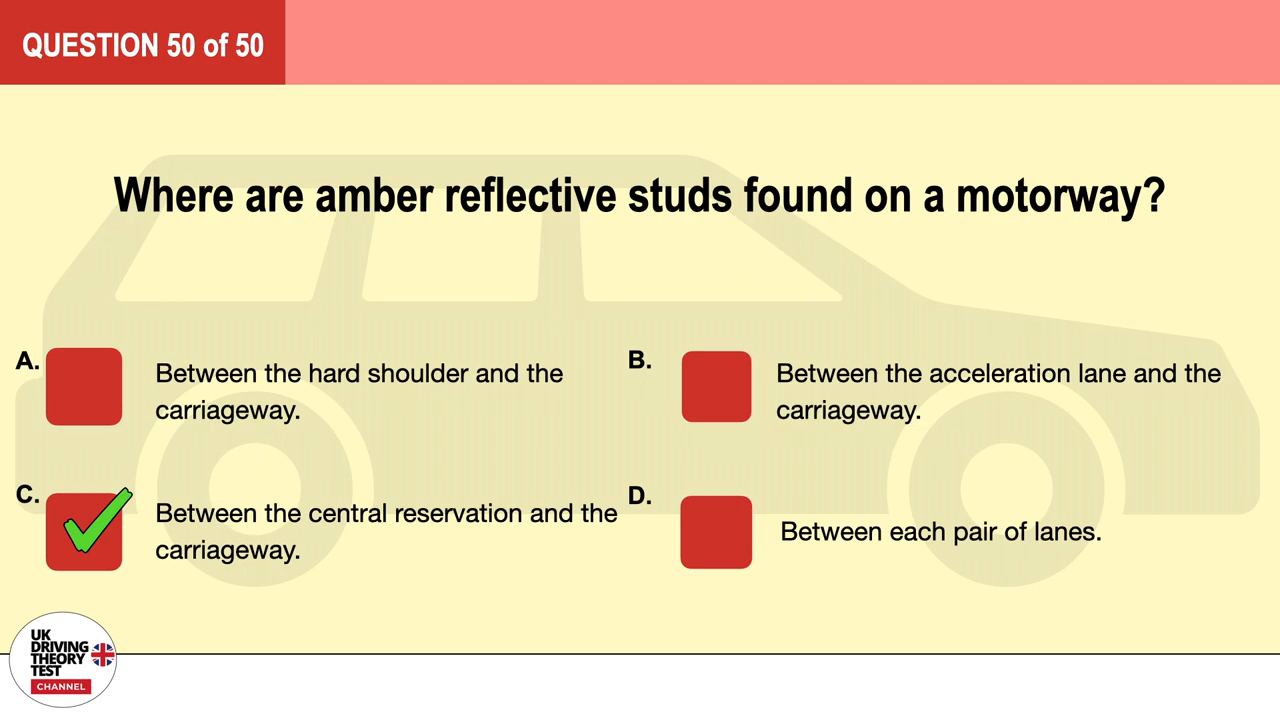 QUESTION 50 of 50
Where are amber reflective studs found on a motorway?
A.
Between the hard shoulder and the
carriageway.
B.
Between the acceleration lane and the
carriageway.
C.
Between the central reservation and the
carriageway.
D.
Between each pair of lanes.
UK
DRIVING
THEORY
TEST
CHANNEL